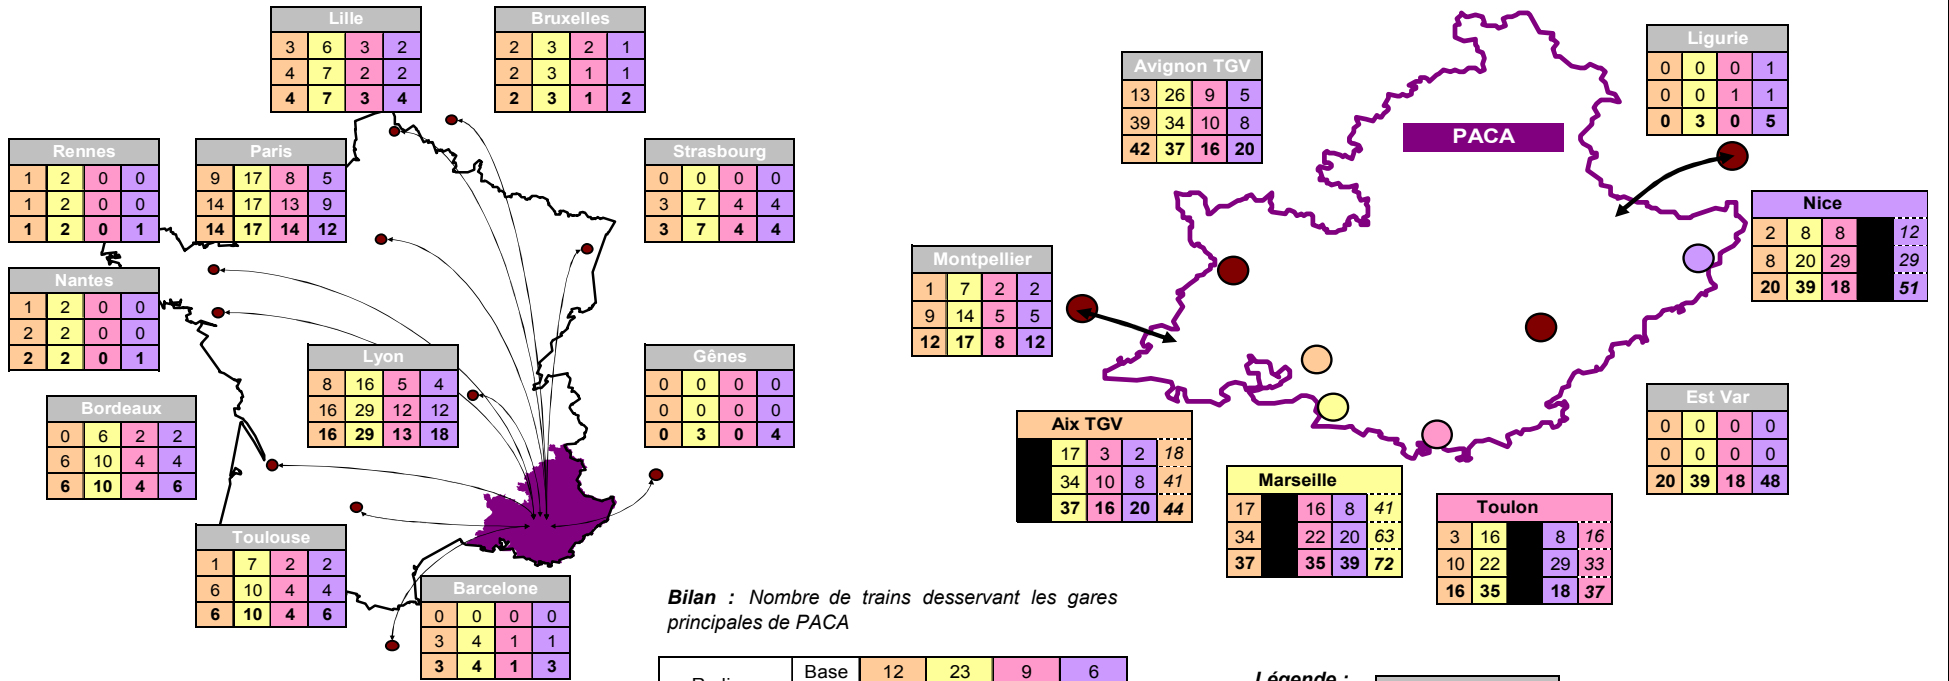 Lille
3 6 3 2
4 7 2 2
4 7 3 4
Bruxelles
2 3 2 1
2 3 1 1
2 3 1 2
Rennes
1 2 0 0
1 2 0 0
1 2 0 1
Paris
9 17 8 5
14 17 13 9
14 17 14 12
Strasbourg
0 0 0 0
3 7 4 4
3 7 4 4
Nantes
1 2 0 0
2 2 0 0
2 2 0 1
Lyon
8 16 5 4
16 29 12 12
16 29 13 18
Gênes
0 0 0 0
0 0 0 0
0 3 0 4
Bordeaux
0 6 2 2
6 10 4 4
6 10 4 6
Toulouse
1 7 2 2
6 10 4 4
6 10 4 6
Barcelone
0 0 0 0
3 4 1 1
3 4 1 3
Avignon TGV
13 26 9 5
39 34 10 8
42 37 16 20
PACA
Ligurie
0 0 0 1
0 0 1 1
0 3 0 5
Nice
2 8 8 12
8 20 29 29
20 39 18 51
Montpellier
1 7 2 2
9 14 5 5
12 17 8 12
Aix TGV
17 3 2 18
34 10 8 41
37 16 20 44
Marseille
17 16 8 41
34 22 20 63
37 35 39 72
Toulon
3 16 8 16
10 22 29 33
16 35 18 37
Est Var
0 0 0 0
0 0 0 0
20 39 18 48
Bilan : Nombre de trains desservant les gares
principales de PACA
Base 12 23 9 6
Légende :